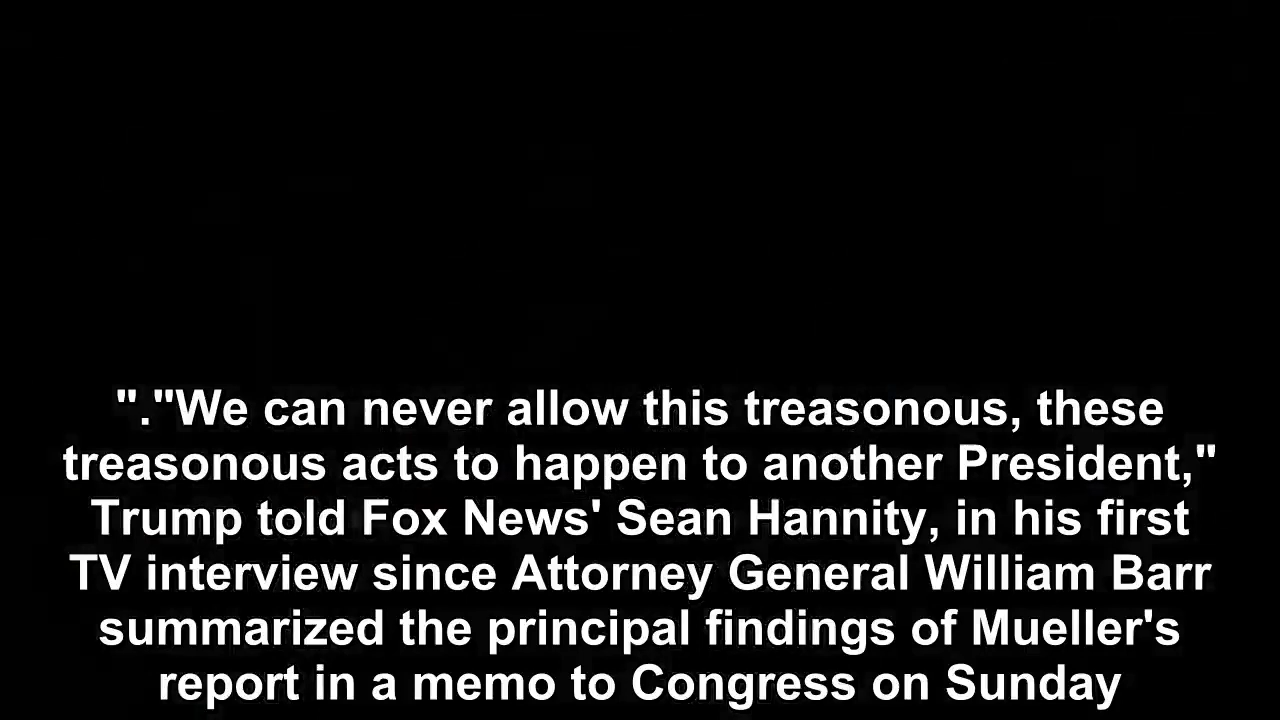 "."We can never allow this treasonous, these
treasonous acts to happen to another President,"
Trump told Fox News' Sean Hannity, in his first
TV interview since Attorney General William Barr
summarized the principal findings of Mueller's
report in a memo to Congress on Sunday